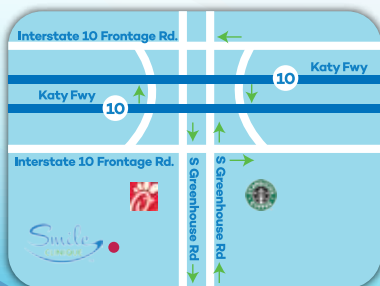 Interstate 10 Frontage Rd.
Katy Fwy
10
Katy Fwy
10
Interstate 10 Frontage Rd.
S Greenhouse Rd
S Greenhouse Rd
Smile